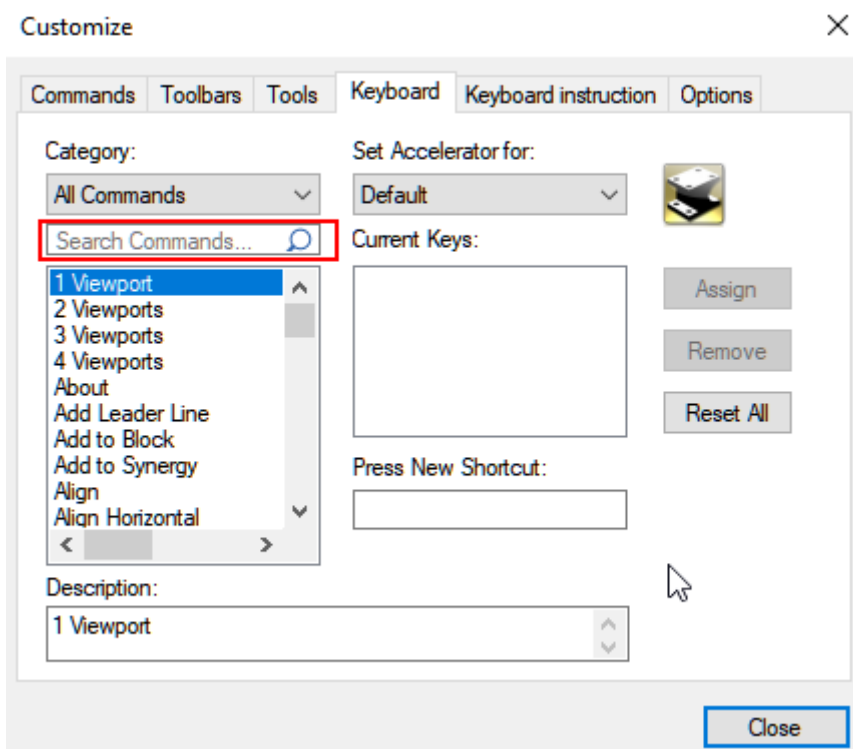 Customize
Commands Toolbars Tools Keyboard Keyboard instruction Options
Category:
All Commands
Search Commands...
1 Viewport
2 Viewports
3 Viewports
4 Viewports
About
Add Leader Line
Add to Block
Add to Synergy
Align
Align Horizontal
Set Accelerator for:
Default
Current Keys:
Press New Shortcut:
Assign
Remove
Reset All
Description:
1 Viewport
Close